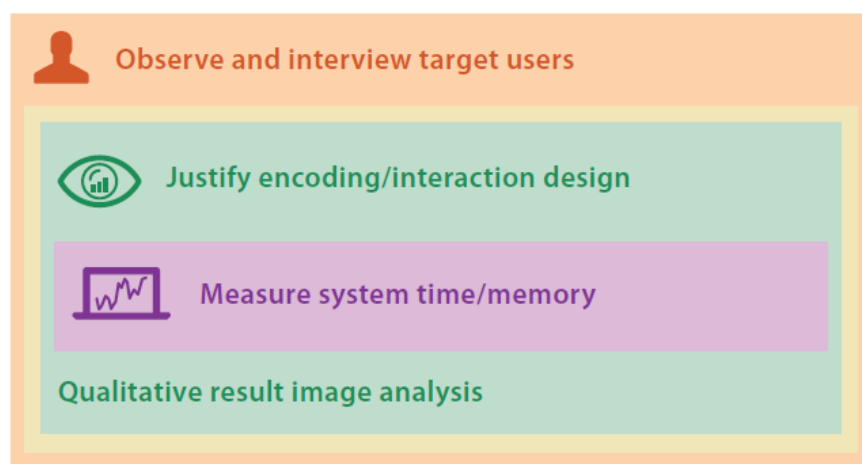 Observe and interview target users
Justify encoding/interaction design
Measure system time/memory
Qualitative result image analysis